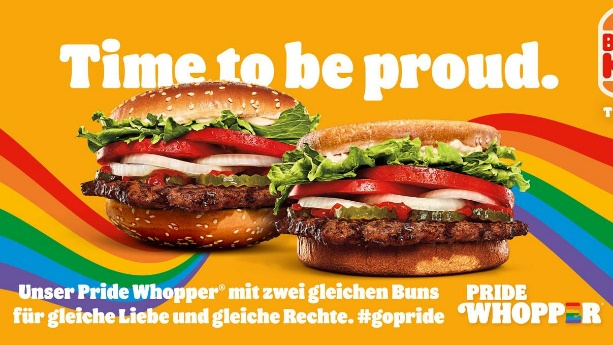 Time to be proud.
Unser Pride Whopper® mit zwei gleichen Buns
für gleiche Liebe und gleiche Rechte. #gopride
PRIDE
WHOPPER